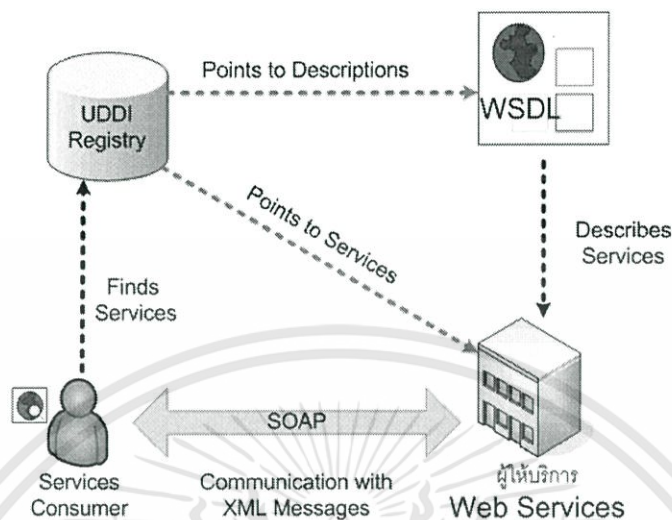 Points to Descriptions
WSDL
UDDI
Registry
Points to Services
Describes
Services
Finds
Services
SOAP
Services
Consumer
Communication with
XML Messages
ผู้ให้บริการ
Web Services